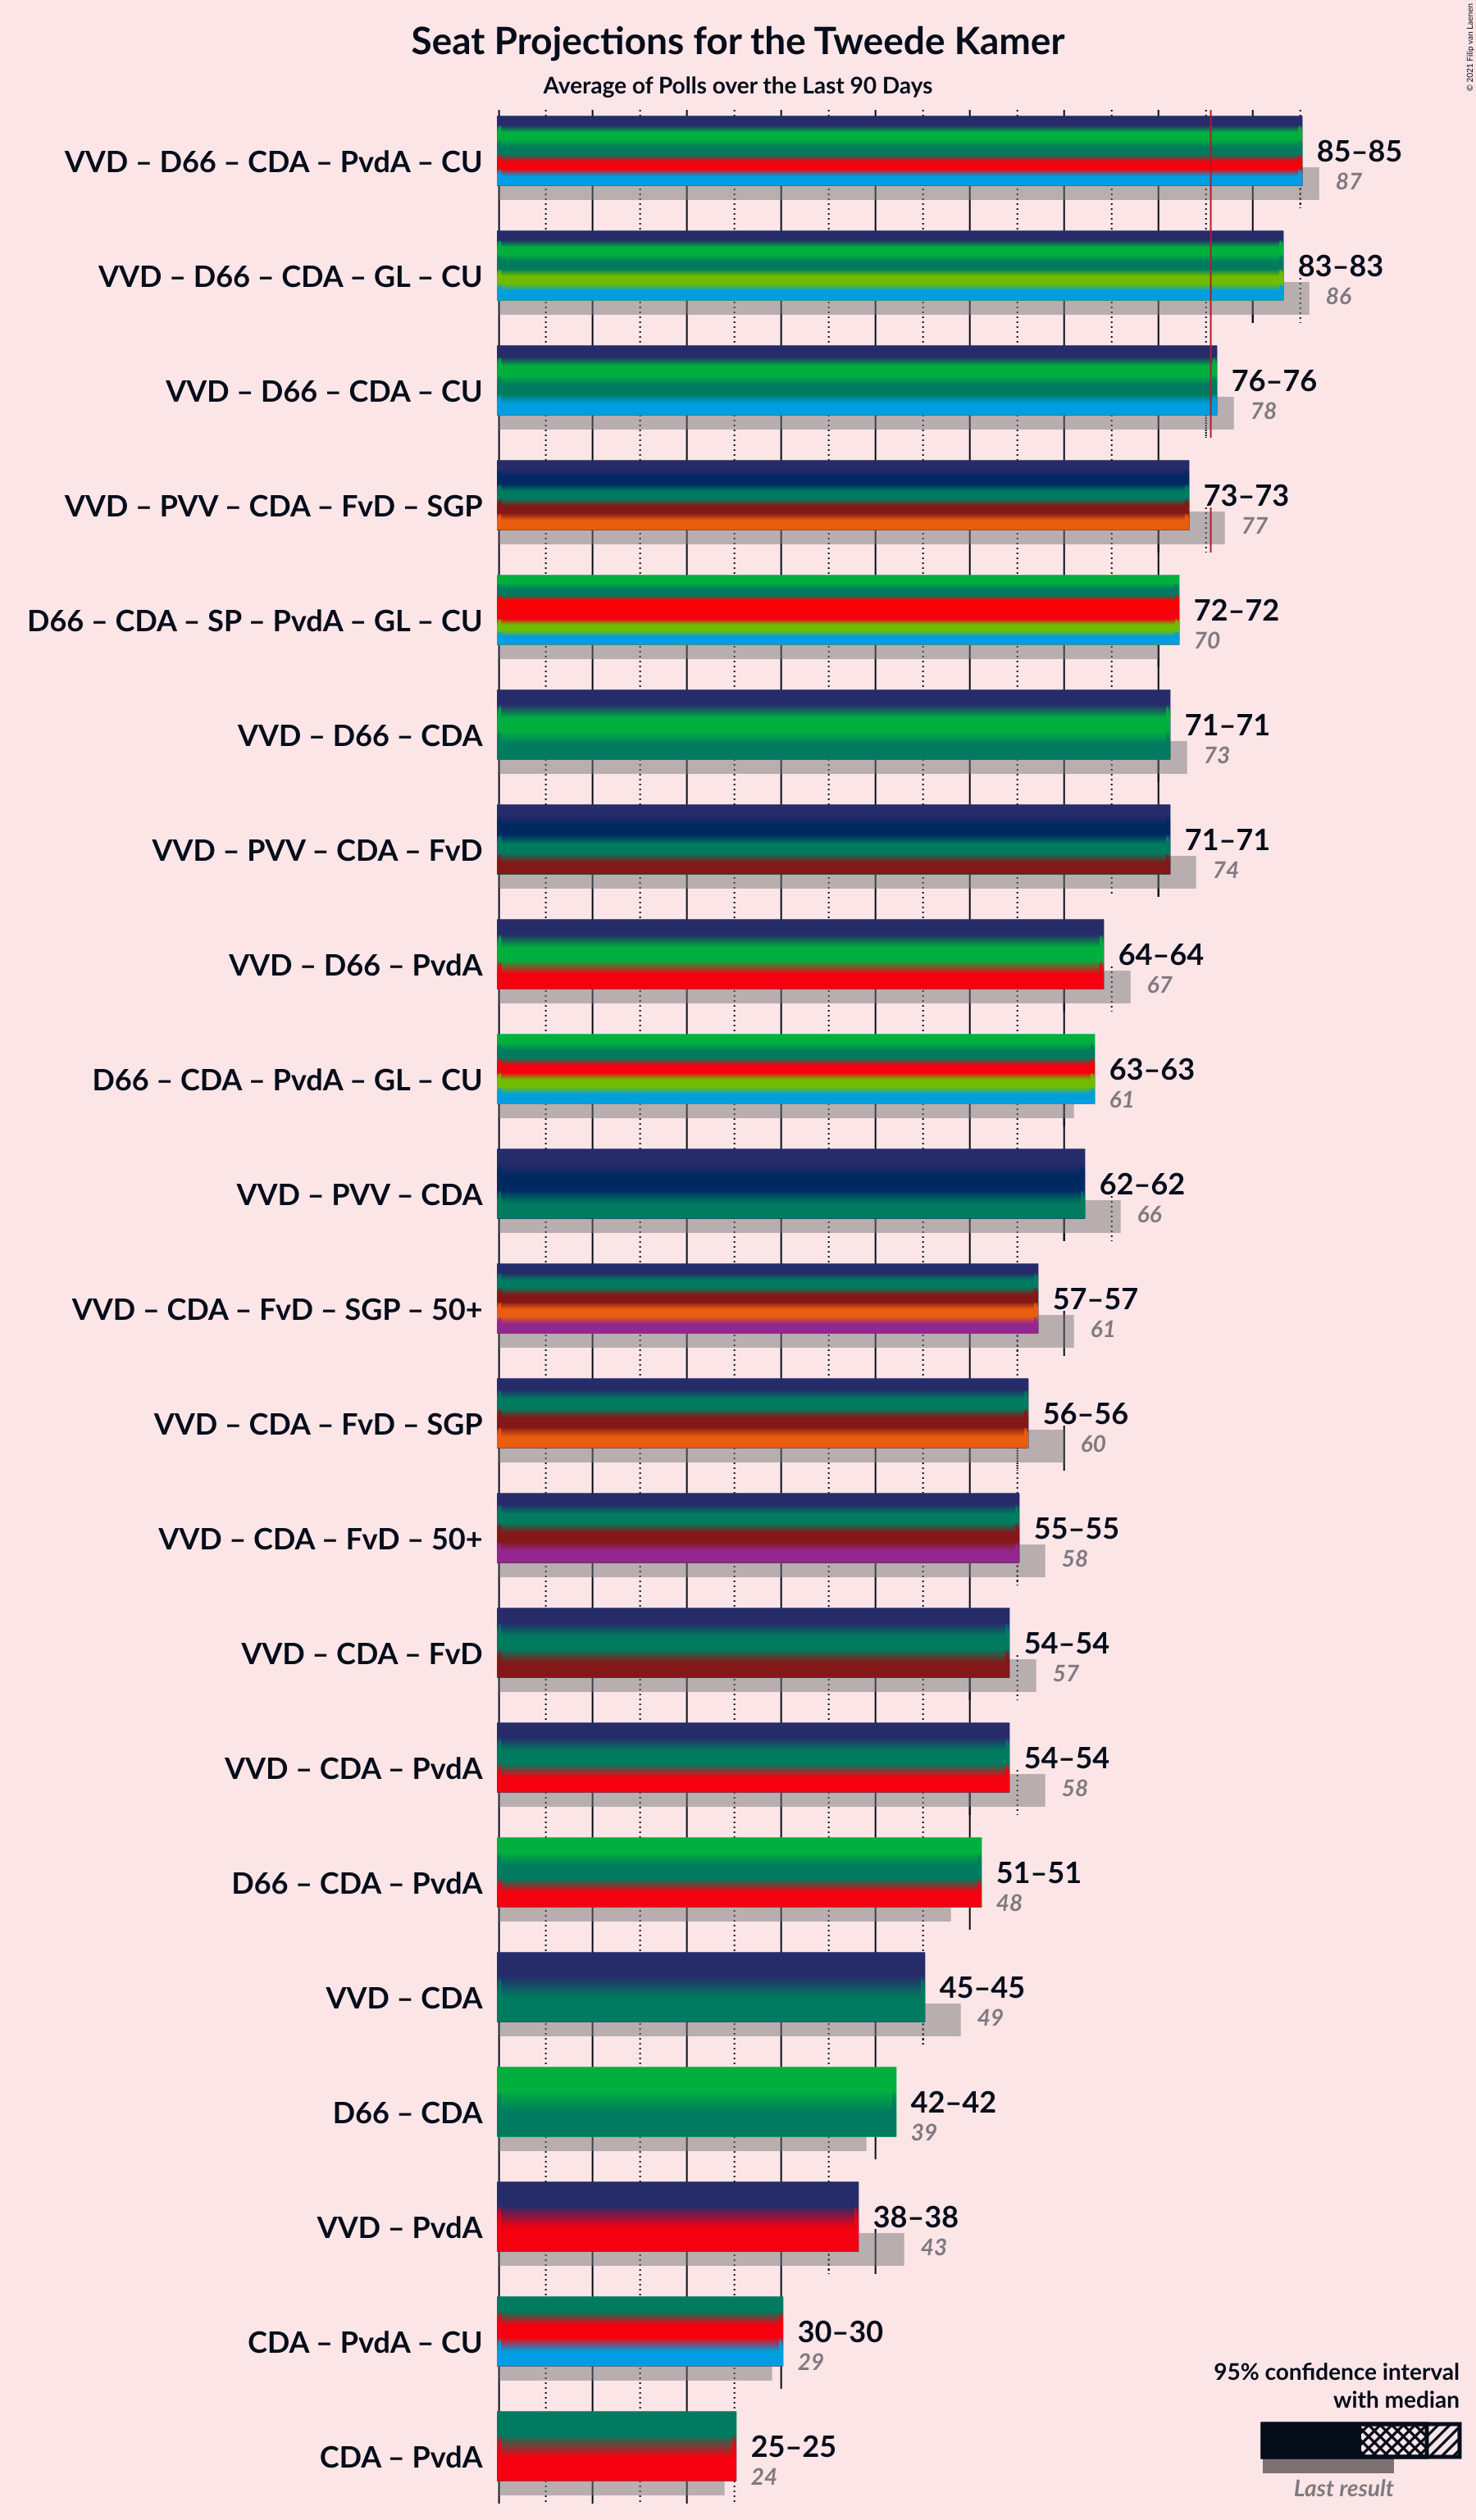 Seat Projections for the Tweede Kamer
Average of Polls over the Last 90 Days
© 2021 Filip van Laenen
VVD – D66 – CDA – PvdA – CU
85–85
87
VVD – D66 – CDA – GL – CU
83–83
86
VVD – D66 – CDA – CU
76–76
78
VVD – PVV – CDA – FvD – SGP
73–73
77
D66 – CDA – SP – PvdA – GL – CU
72–72
70
VVD – D66 – CDA
71–71
73
VVD – PVV – CDA – FvD
71–71
74
VVD – D66 – PvdA
64–64
67
D66 – CDA – PvdA – GL – CU
63–63
61
VVD – PVV – CDA
62–62
66
VVD – CDA – FvD – SGP – 50+
57–57
61
VVD – CDA – FvD – SGP
56–56
60
VVD – CDA – FvD – 50+
55–55
58
VVD – CDA – FvD
54–54
57
VVD – CDA – PvdA
54–54
58
D66 – CDA – PvdA
51–51
48
VVD – CDA
45–45
49
D66 – CDA
42–42
39
VVD – PvdA
38–38
43
CDA – PvdA – CU
30–30
29
CDA – PvdA
25–25
24
95% confidence interval
with median
Last result